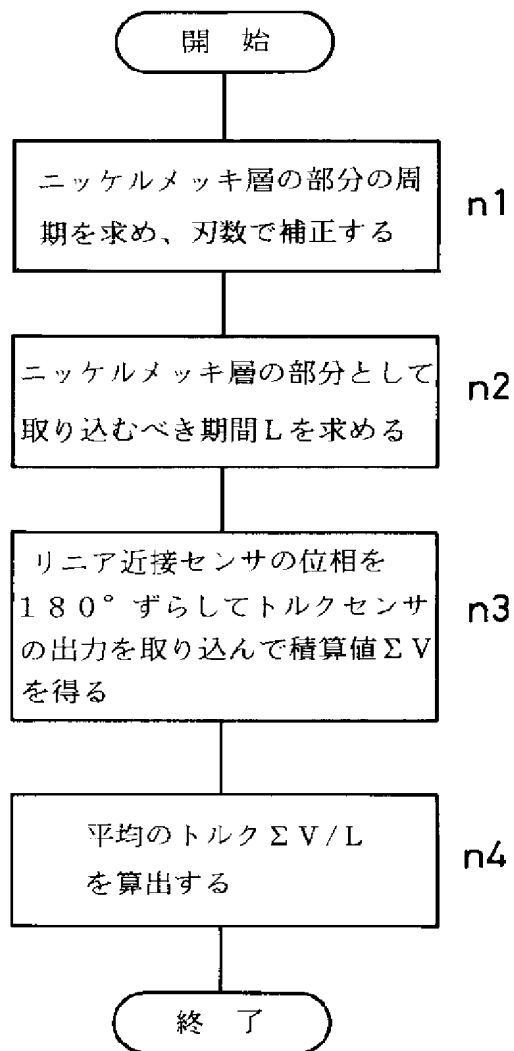 開 始
ニッケルメッキ層の部分の周
期を求め、刃数で補正する
n1
ニッケルメッキ層の部分として
取り込むべき期間Lを求める
n2
リニア近接センサの位相を
180°ずらしてトルクセンサ
の出力を取り込んで積算値ΣV
を得る
n3
平均のトルクΣV/L
を算出する
n4
終 了